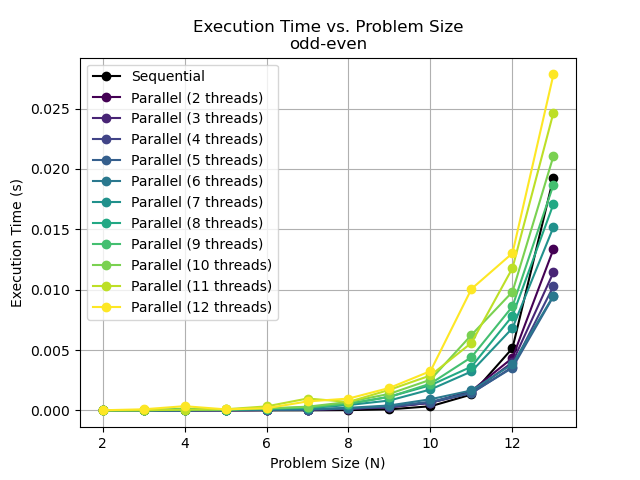 Execution Time vs. Problem Size
odd-even
Execution Time (s)
0.025
0.020
0.015
0.010
0.005
0.000
Sequential
Parallel (2 threads)
Parallel (3 threads)
Parallel (4 threads)
Parallel (5 threads)
Parallel (6 threads)
Parallel (7 threads)
Parallel (8 threads)
Parallel (9 threads)
Parallel (10 threads)
Parallel (11 threads)
Parallel (12 threads)
2 4 6 8 10 12
Problem Size (N)